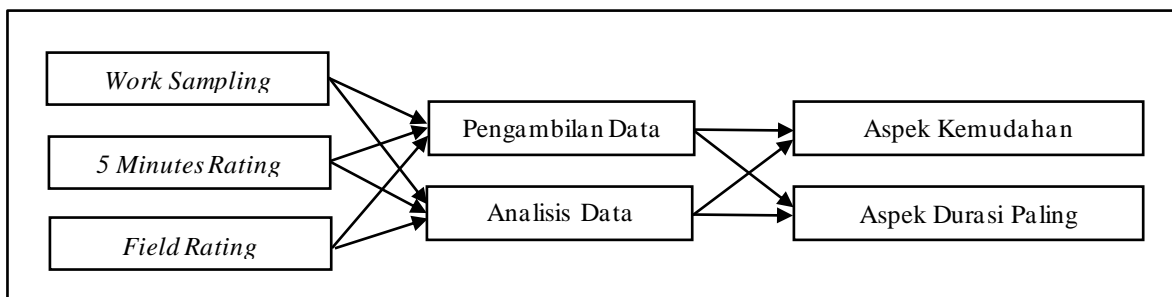 Work Sampling
5 Minutes Rating
Field Rating
Pengambilan Data
Analisis Data
Aspek Kemudahan
Aspek Durasi Paling